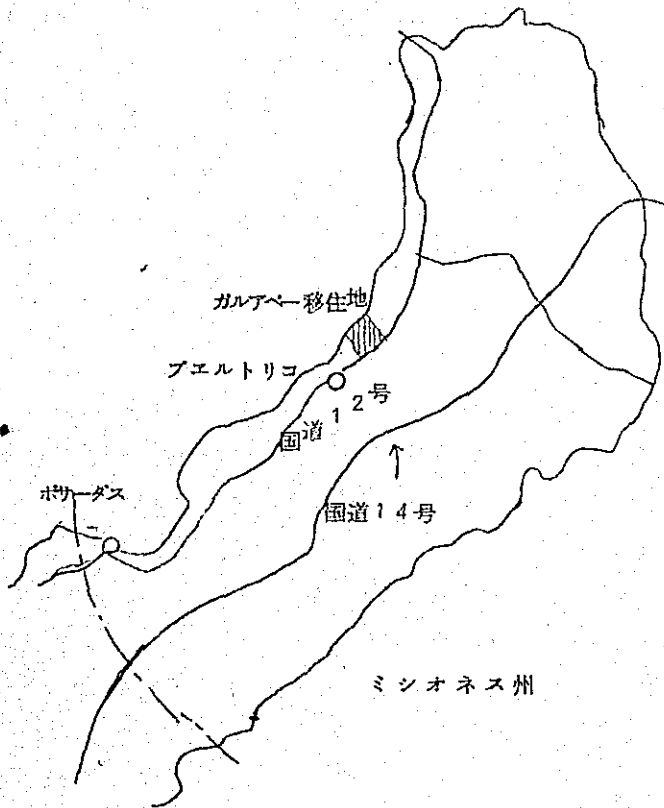 ガルアペー移住地
プエルトリコ
国道12号
ポサーダス
国道14号
ミシオネス州